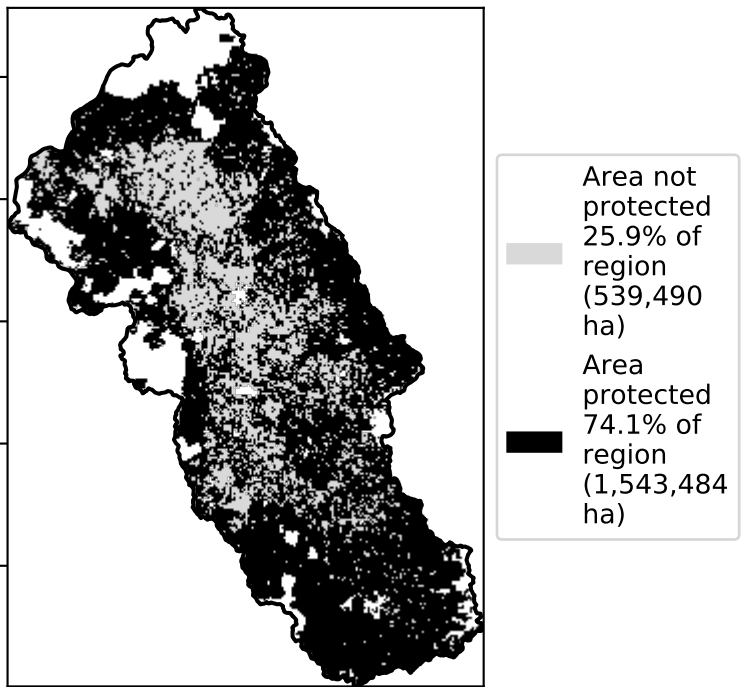 Area not
protected
25.9% of
region
(539,490
ha)
Area
protected
74.1% of
region
(1,543,484
ha)